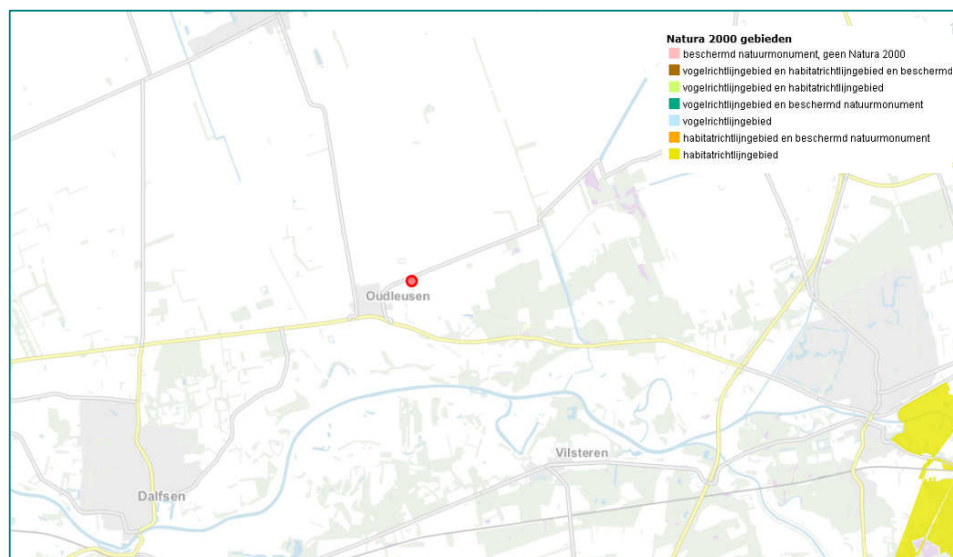 Natura 2000 gebieden
beschermd natuurmonument, geen Natura 2000
vogelrichtlijngebied en habitatrichtlijngebied en beschermd
vogelrichtlijngebied en habitatrichtlijngebied
vogelrichtlijngebied en beschermd natuurmonument
vogelrichtlijngebied
habitatrichtlijngebied en beschermd natuurmonument
habitatrichtlijngebied
Oudleusen
Vilsteren
Dalfsen